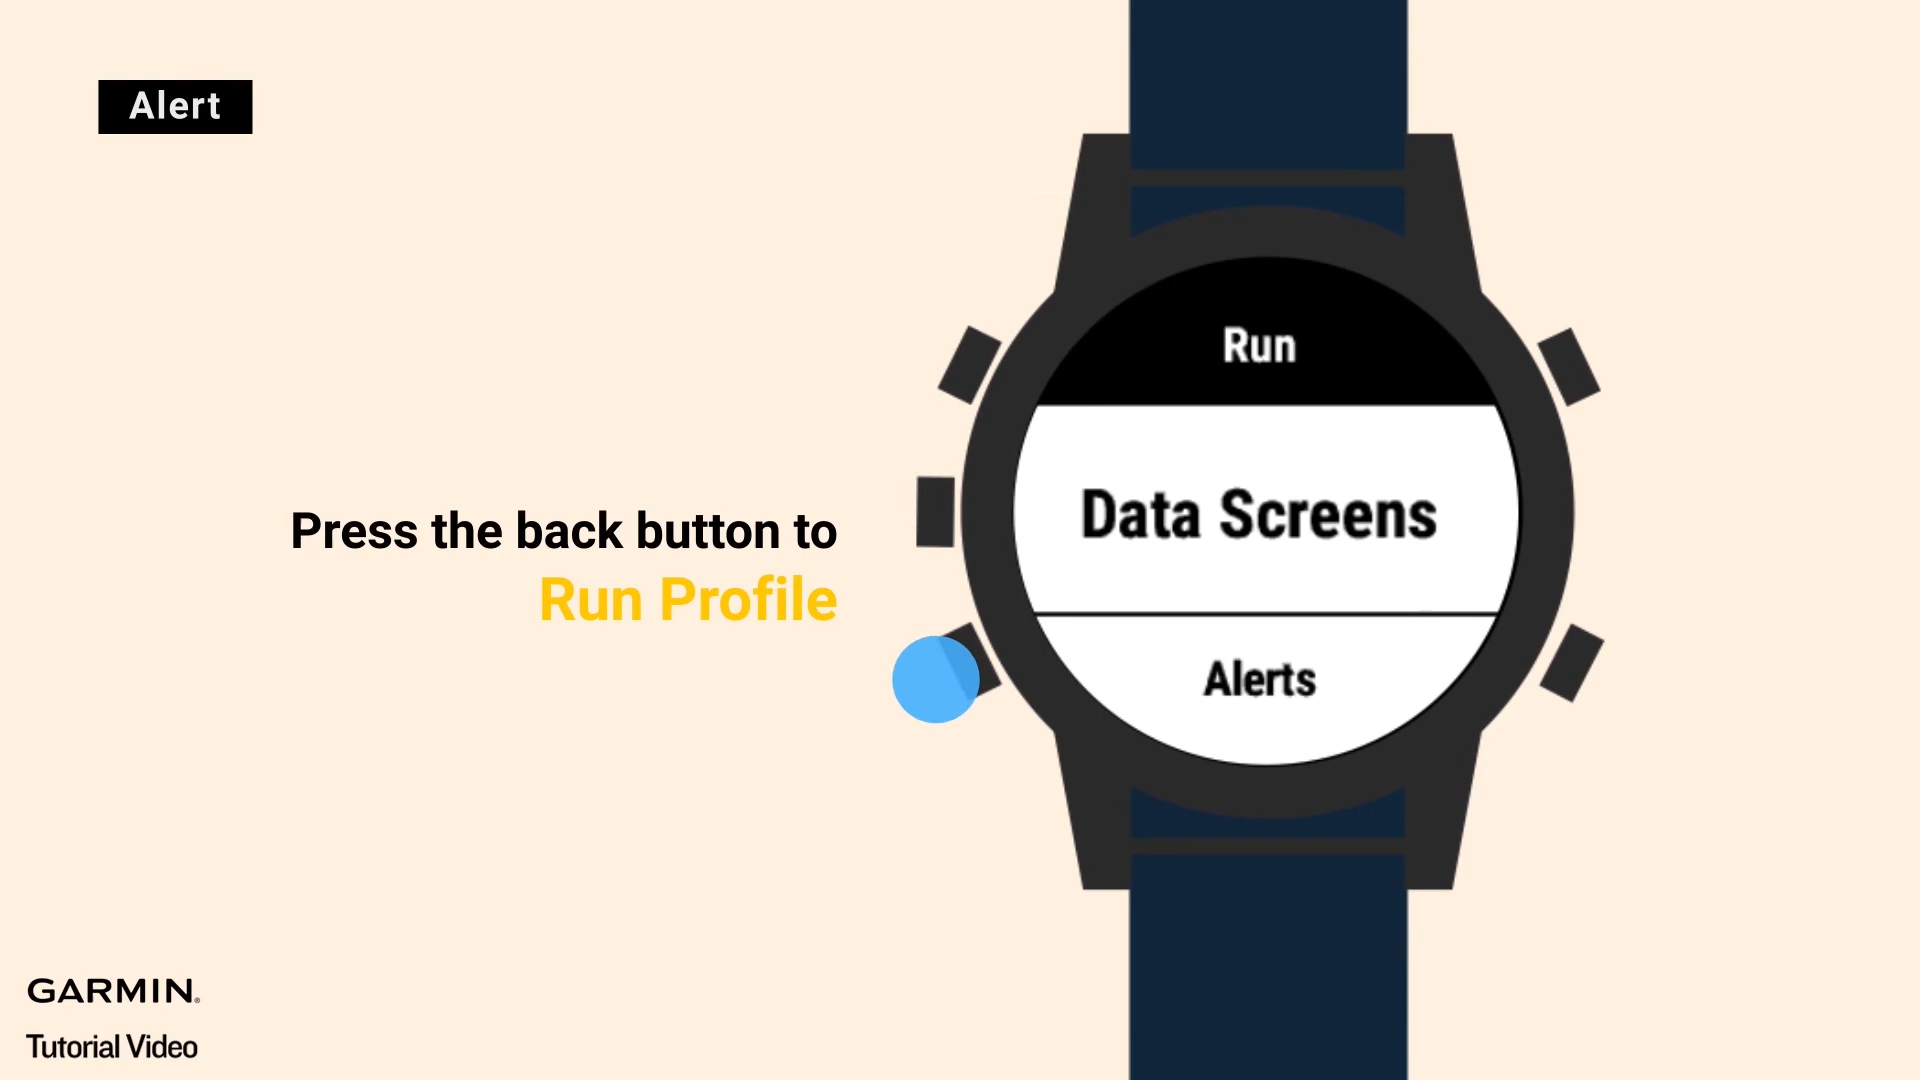 Alert
Press the back button to
Run Profile
Run
Data Screens
Alerts
GARMIN®
Tutorial Video